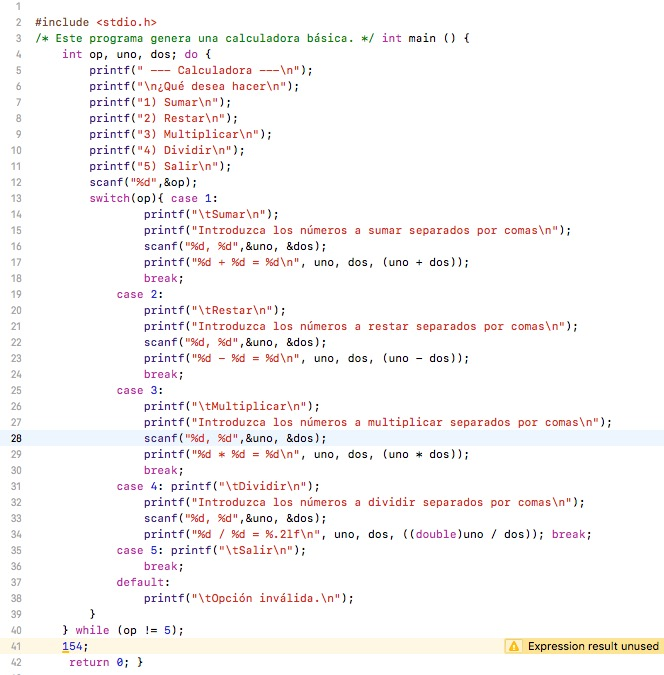 1
2 #include <stdio.h>
3 /* Este programa genera una calculadora básica. */ int main () {
4 int op, uno, dos; do {
5 printf(" --- Calculadora ---\n");
6 printf("\n¿Qué desea hacer\n");
7 printf("1) Sumar\n");
8 printf("2) Restar\n");
9 printf("3) Multiplicar\n");
10 printf("4) Dividir\n");
11 printf("5) Salir\n");
12 scanf("%d",&op);
13 switch(op){ case 1:
14 printf("\tSumar\n");
15 printf("Introduzca los números a sumar separados por comas\n");
16 scanf("%d, %d",&uno, &dos);
17 printf("%d + %d = %d\n", uno, dos, (uno + dos));
18 break;
19 case 2:
20 printf("\tRestar\n");
21 printf("Introduzca los números a restar separados por comas\n");
22 scanf("%d, %d",&uno, &dos);
23 printf("%d - %d = %d\n", uno, dos, (uno - dos));
24 break;
25 case 3:
26 printf("\tMultiplicar\n");
27 printf("Introduzca los números a multiplicar separados por comas\n");
28 scanf("%d, %d",&uno, &dos);
29 printf("%d * %d = %d\n", uno, dos, (uno * dos));
30 break;
31 case 4: printf("\tDividir\n");
32 printf("Introduzca los números a dividir separados por comas\n");
33 scanf("%d, %d",&uno, &dos);
34 printf("%d / %d = %.2lf\n", uno, dos, ((double)uno / dos)); break;
35 case 5: printf("\tSalir\n");
36 break;
37 default:
38 printf("\tOpción inválida.\n");
39 }
40 } while (op != 5);
41 154; Expression result unused
42 return 0; }